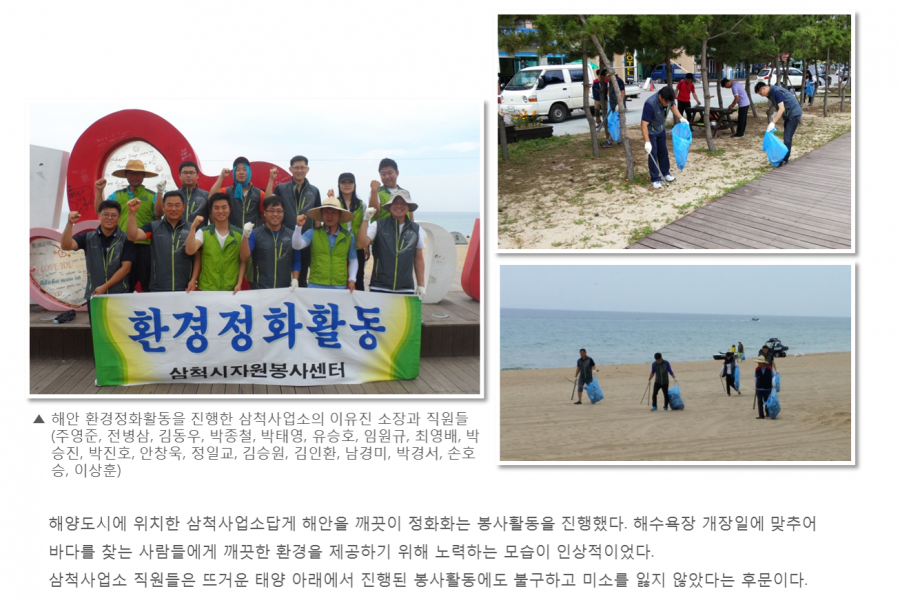 환경정화활동
삼척시자원봉사센터
▲ 해안 환경정화활동을 진행한 삼척사업소의 이유진 소장과 직원들
(주영준, 전병삼, 김동우, 박종철, 박태영, 유승호, 임원규, 최영배, 박
승진, 박진호, 안창욱, 정일교, 김승원, 김인환, 남경미, 박경서, 손호
승, 이상훈)
해양도시에 위치한 삼척사업소답게 해안을 깨끗이 정화화는 봉사활동을 진행했다. 해수욕장 개장일에 맞추어
바다를 찾는 사람들에게 깨끗한 환경을 제공하기 위해 노력하는 모습이 인상적이었다.
삼척사업소 직원들은 뜨거운 태양 아래에서 진행된 봉사활동에도 불구하고 미소를 잃지 않았다는 후문이다.